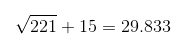 √221 + 15 = 29.833